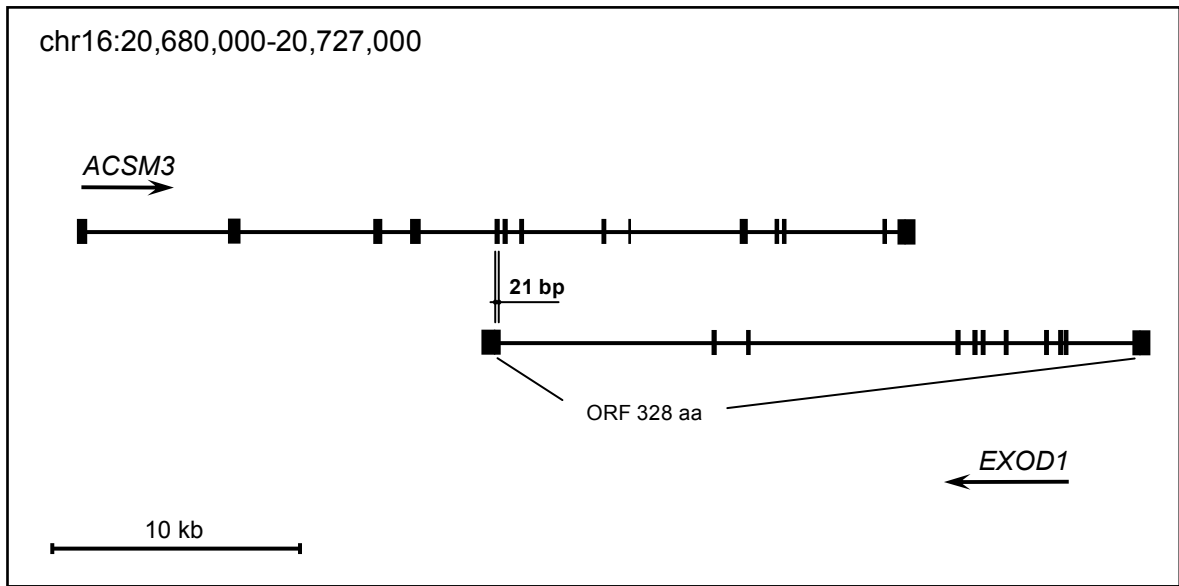 chr16:20,680,000-20,727,000
ACSM3
21 bp
ORF 328 aa
EXOD1
10 kb